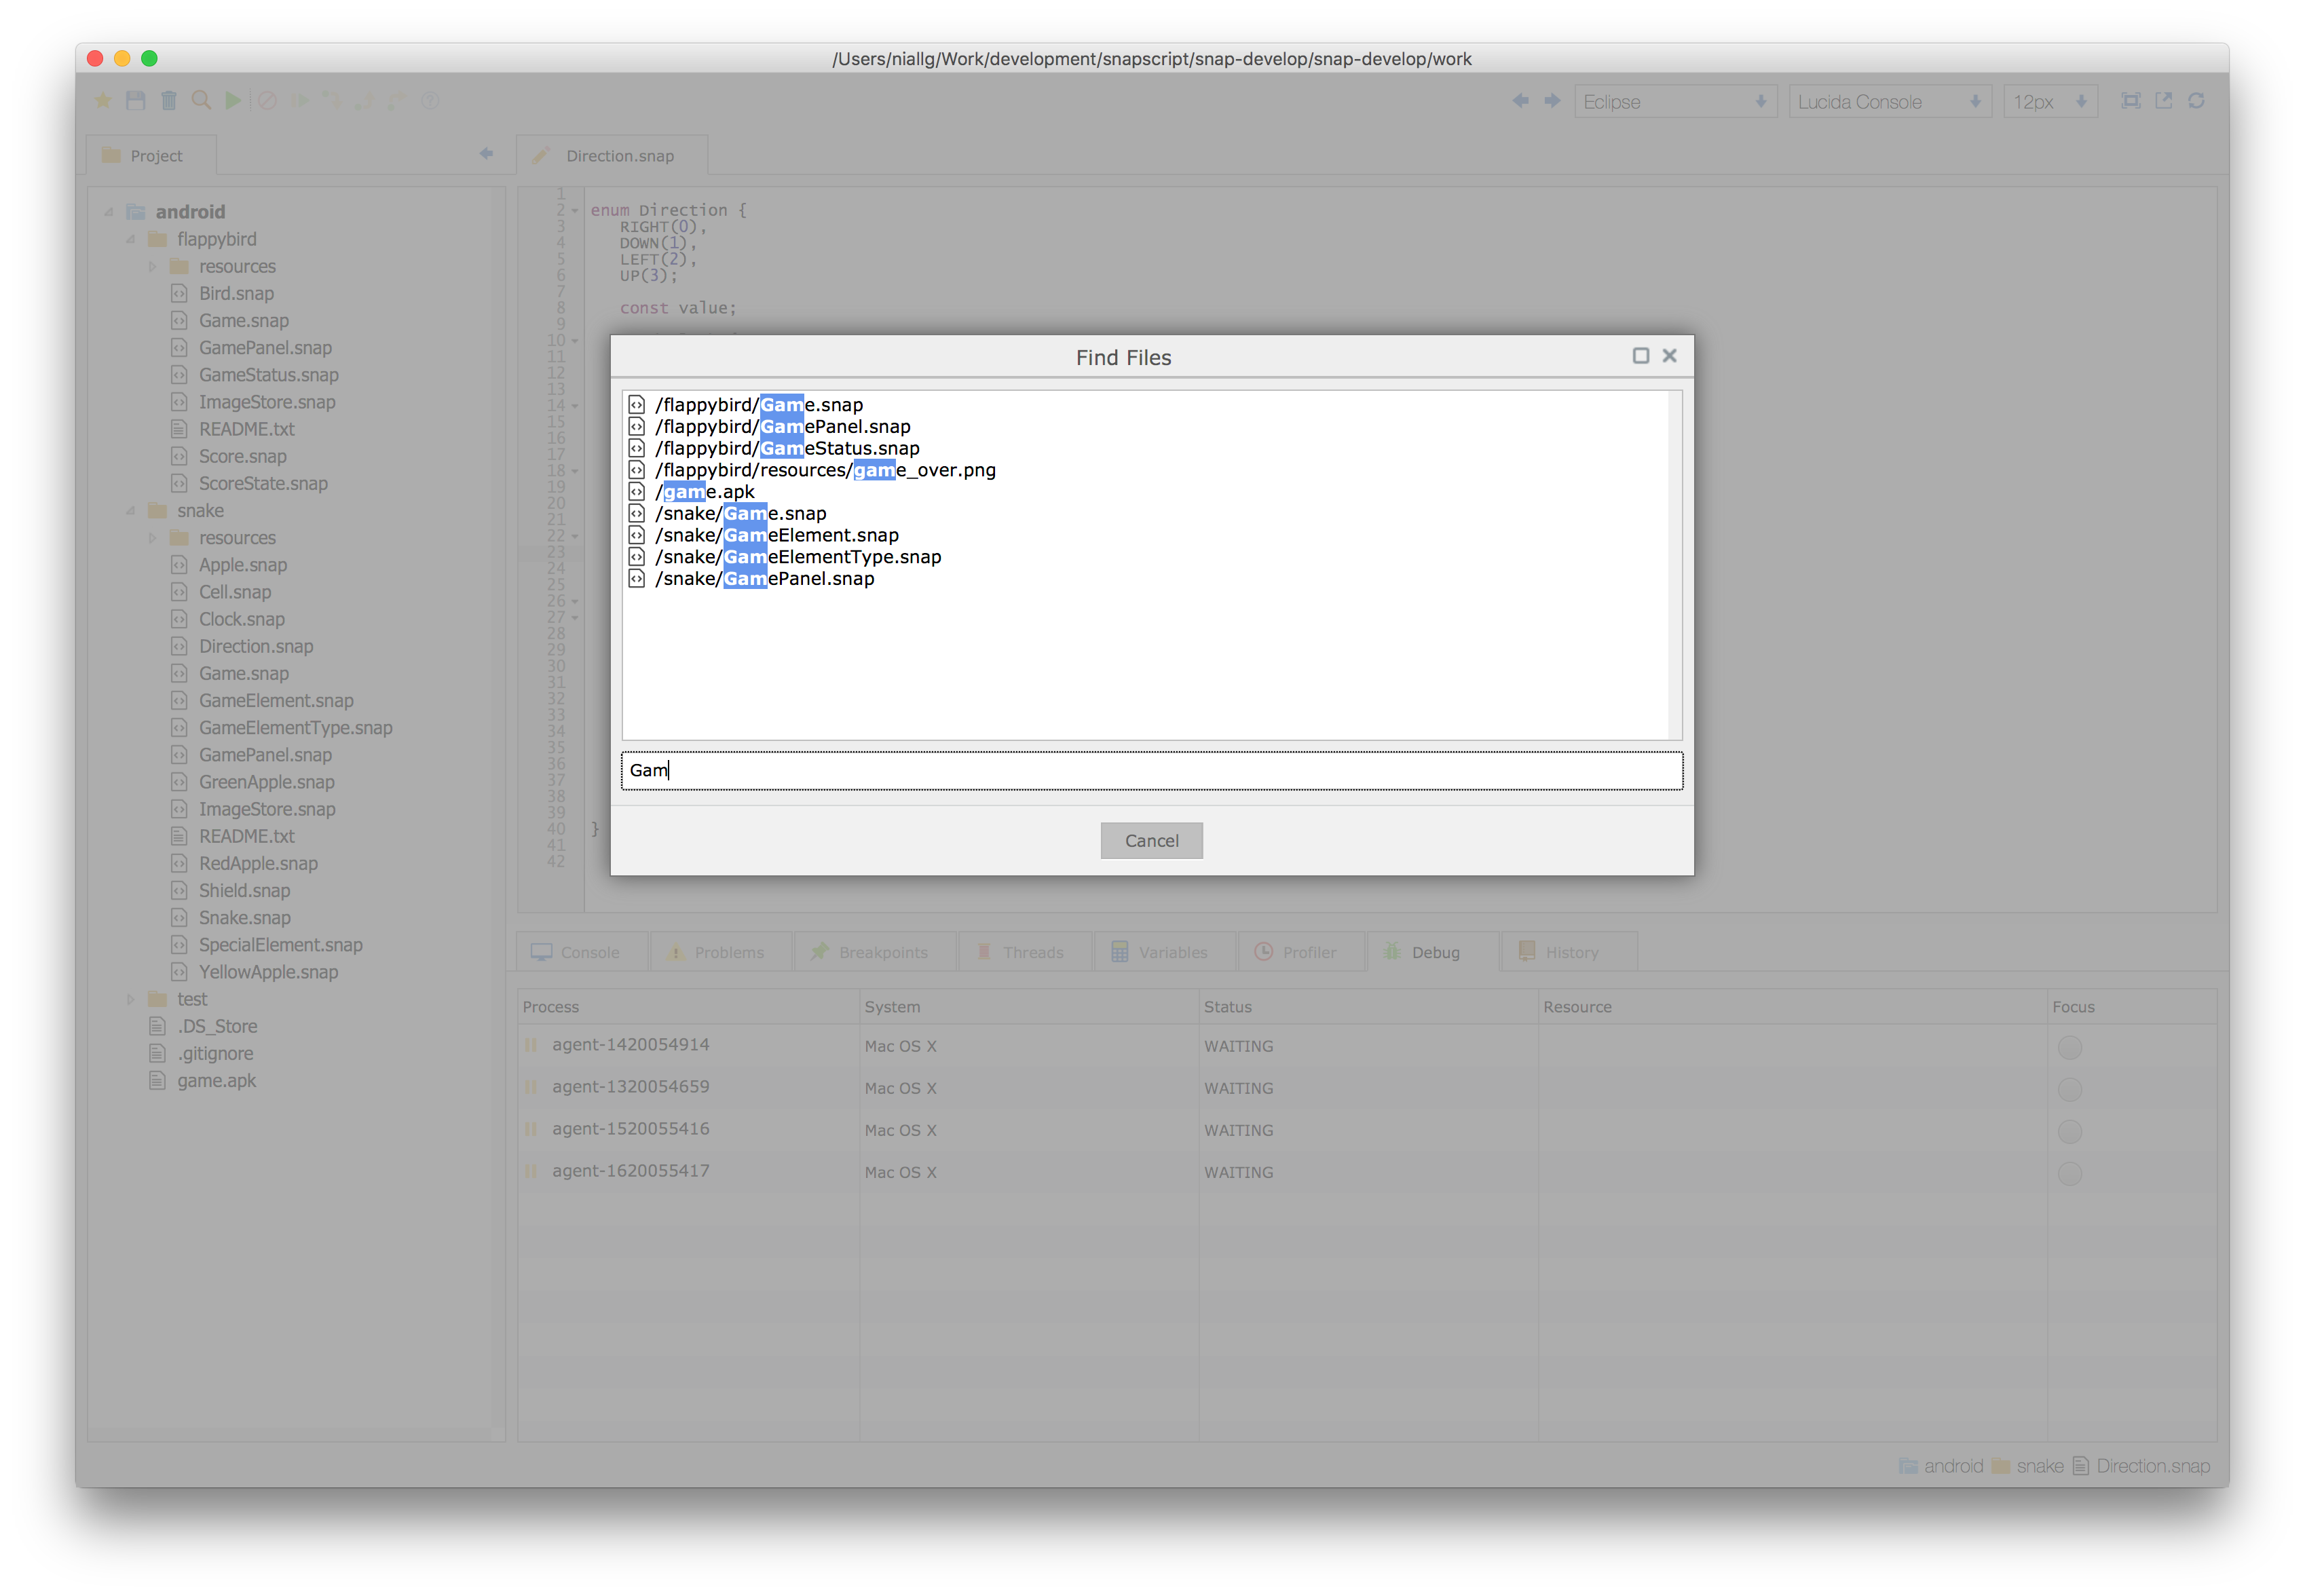 /Users/niallg/Work/development/snapscript/snap-develop/snap-develop/work
Eclipse
Lucida Console
12px
Project
Direction.snap
android
flappybird
resources
Bird.snap
Game.snap
GamePanel.snap
GameStatus.snap
ImageStore.snap
README.txt
Score.snap
ScoreState.snap
snake
resources
Apple.snap
Cell.snap
Clock.snap
Direction.snap
Game.snap
GameElement.snap
GameElementType.snap
GamePanel.snap
GreenApple.snap
ImageStore.snap
README.txt
RedApple.snap
Shield.snap
Snake.snap
SpecialElement.snap
YellowApple.snap
test
.DS_Store
.gitignore
game.apk
1
2 enum Direction {
3 RIGHT(0),
4 DOWN(1),
5 LEFT(2),
6 UP(3);
7
8 const value;
9
10
11
12
13
14
15
16
17
18
19
20
21
22
23
24
25
26
27
28
29
30
31
32
33
34
35
36
37
38
39
40 }
41
42
Find Files
/flappybird/Game.snap
/flappybird/GamePanel.snap
/flappybird/GameStatus.snap
/flappybird/resources/game_over.png
/game.apk
/snake/Game.snap
/snake/GameElement.snap
/snake/GameElementType.snap
/snake/GamePanel.snap
Gam
Cancel
Console
Problems
Breakpoints
Threads
Variables
Profiler
Debug
History
Process System Status Resource Focus
agent-1420054914 Mac OS X WAITING
agent-1320054659 Mac OS X WAITING
agent-1520055416 Mac OS X WAITING
agent-1620055417 Mac OS X WAITING
android snake Direction.snap